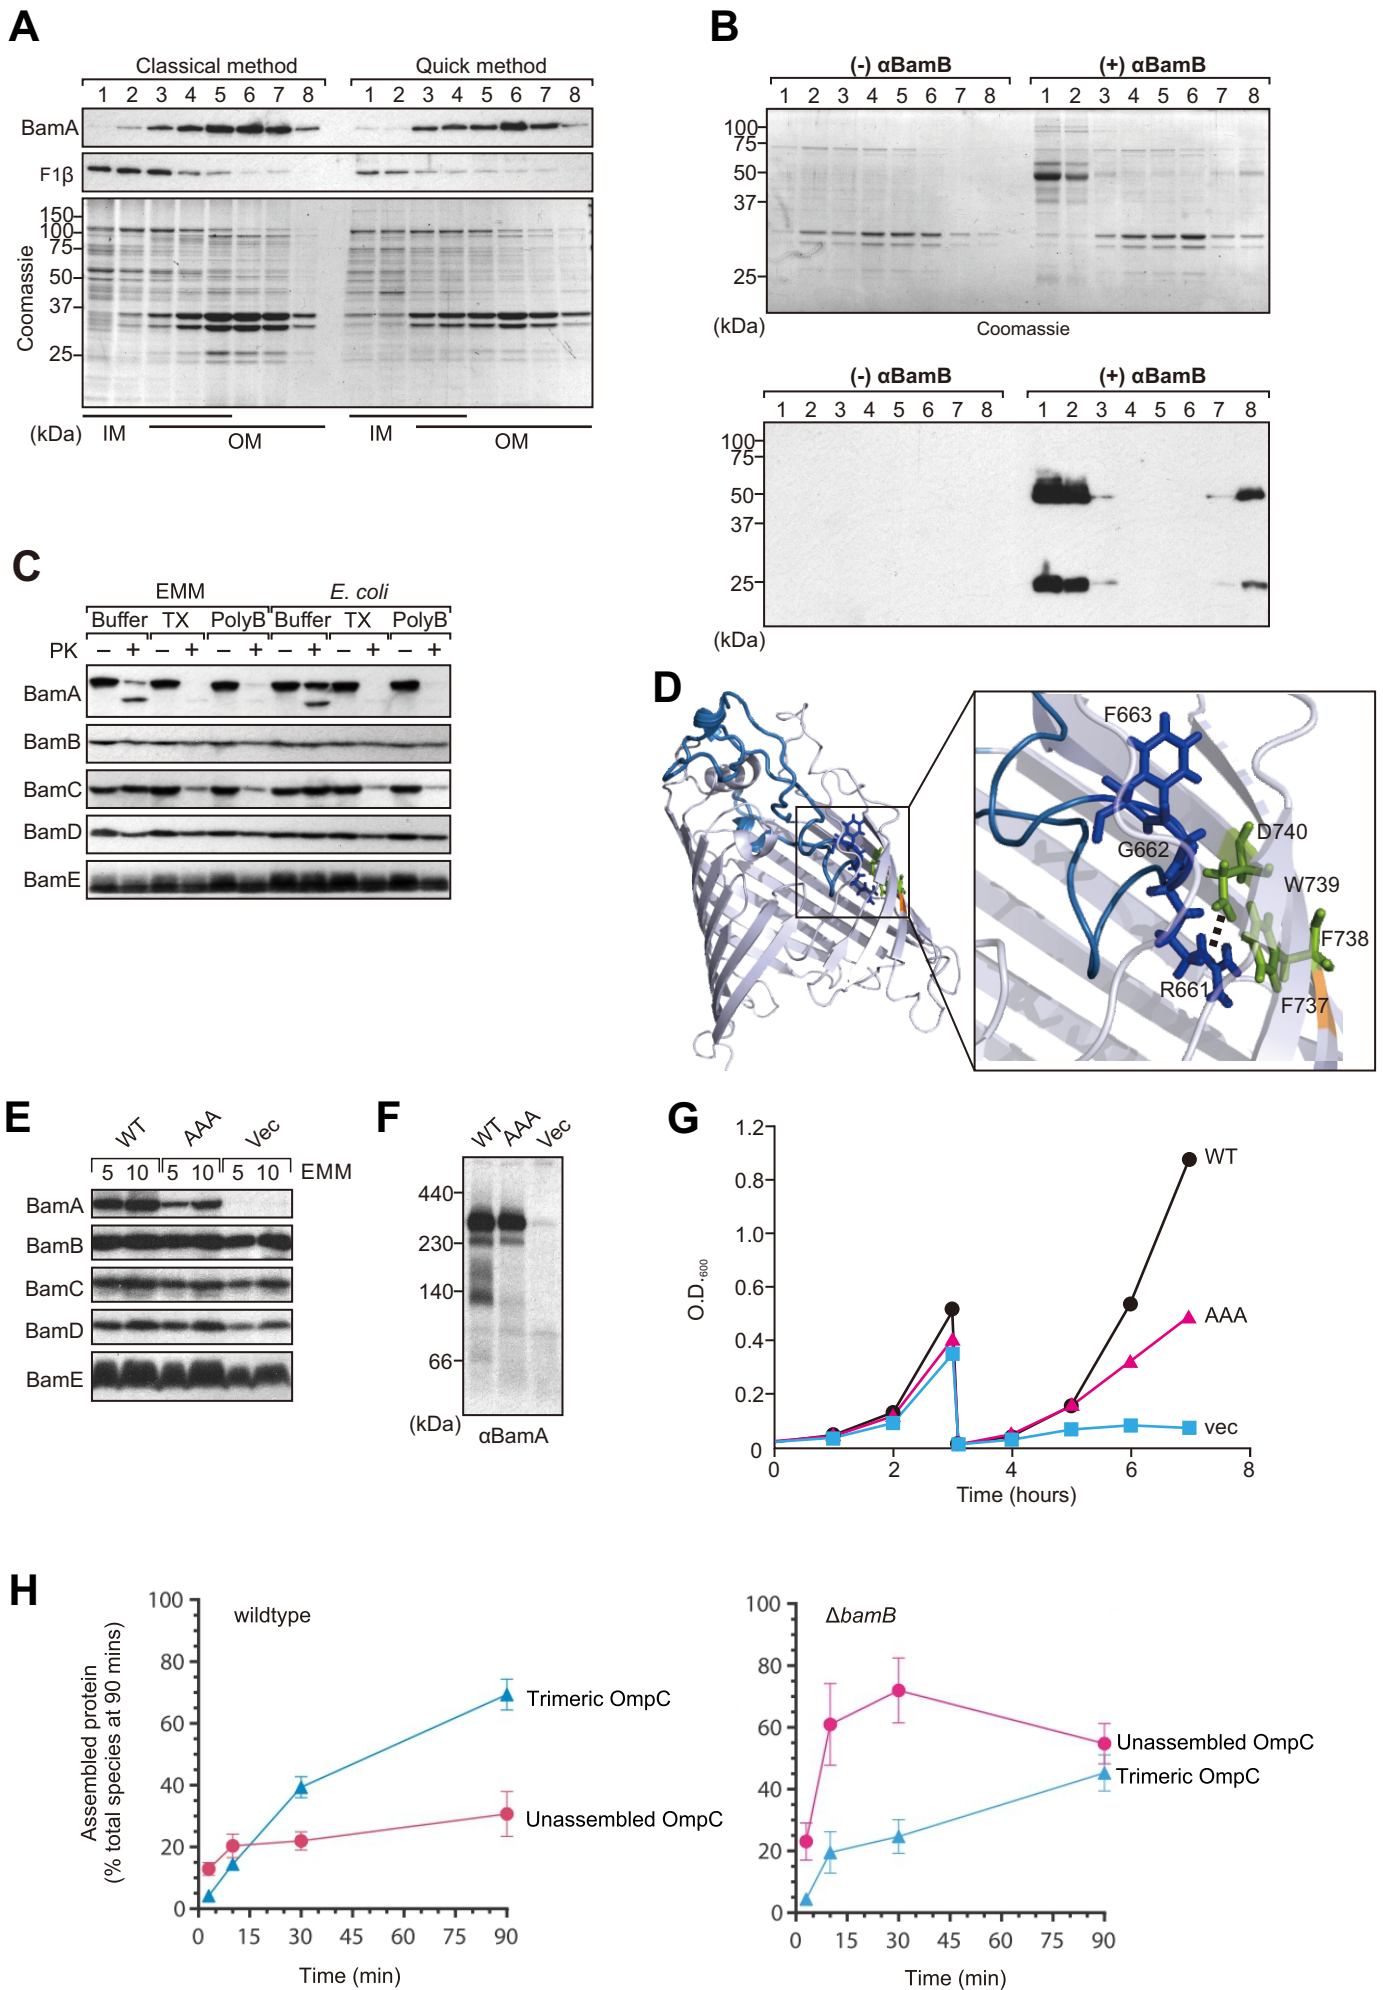 A
Classical method Quick method
1 2 3 4 5 6 7 8 1 2 3 4 5 6 7 8
BamA
F1β
Coomassie
150
100
75
50
37
25
(kDa) IM OM IM OM
B
(-) αBamB (+) αBamB
1 2 3 4 5 6 7 8 1 2 3 4 5 6 7 8
100
75
50
37
25
(kDa)
Coomassie
(-) αBamB (+) αBamB
1 2 3 4 5 6 7 8 1 2 3 4 5 6 7 8
100
75
50
37
25
(kDa)
C
EMM E. coli
Buffer TX PolyB Buffer TX PolyB
PK – + – + – + – + – + – +
BamA
BamB
BamC
BamD
BamE
D
F663
D740
G662
W739
F738
R661
F737
E
WT AAA Vec
5 10 5 10 5 10 EMM
BamA
BamB
BamC
BamD
BamE
F
WT AAA Vec
440
230
140
66
(kDa)
αBamA
G
1.2
0.8
1.0
0.6
0.4
0.2
0
O.D.600
WT
AAA
vec
0 2 4 6 8
Time (hours)
H
Assembled protein
(% total species at 90 mins)
100
80
60
40
20
0
wildtype
Trimeric OmpC
Unassembled OmpC
0 15 30 45 60 75 90
Time (min)
100
80
60
40
20
0
ΔbamB
Unassembled OmpC
Trimeric OmpC
0 15 30 45 60 75 90
Time (min)